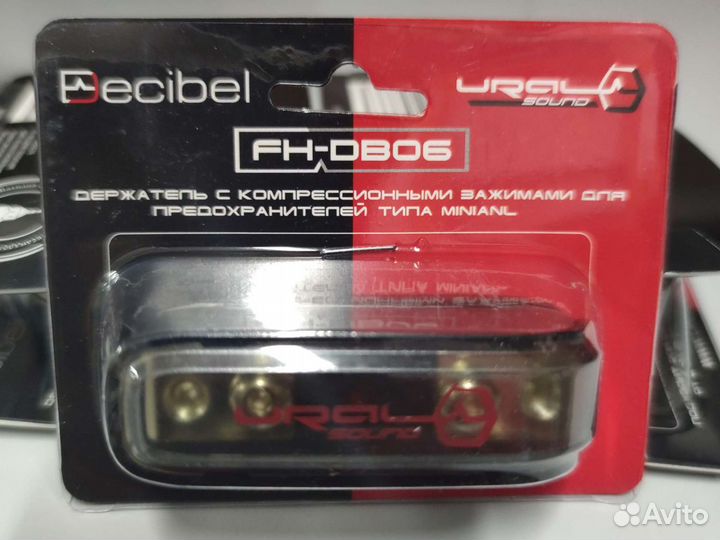 Decibel
URAL SOUND
FH-DB06
ДЕРЖАТЕЛЬ С КОМПРЕССИОННЫМИ ЗАЖИМАМИ ДЛЯ
ПРЕДОХРАНИТЕЛЕЙ ТИПА MINIANL
URAL
SOUND
Avito